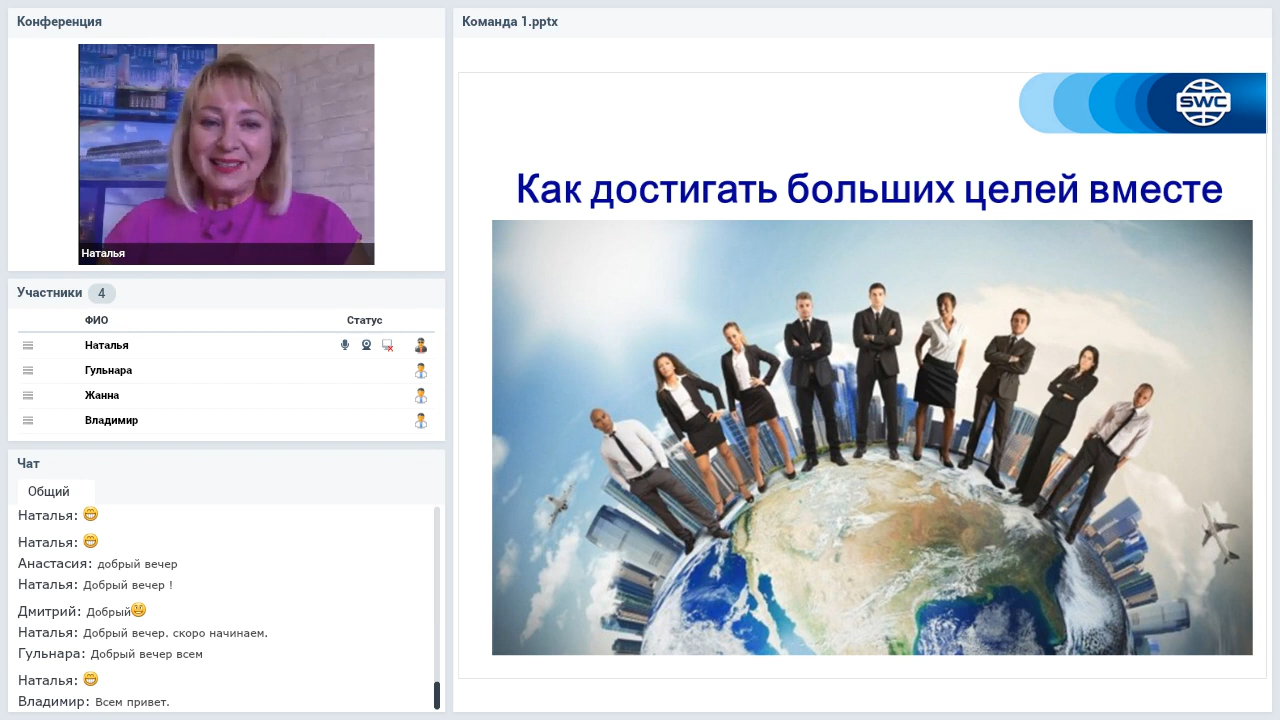 Конференция
Наталья
Участники 4
ФИО Статус
Наталья
Гульнара
Жанна
Владимир
Чат
Общий
Наталья:
Наталья:
Анастасия: добрый вечер
Наталья: Добрый вечер !
Дмитрий: Добрый
Наталья: Добрый вечер. скоро начинаем.
Гульнара: Добрый вечер всем
Наталья:
Владимир: Всем привет.
Команда 1.pptx
SWC
Как достигать больших целей вместе